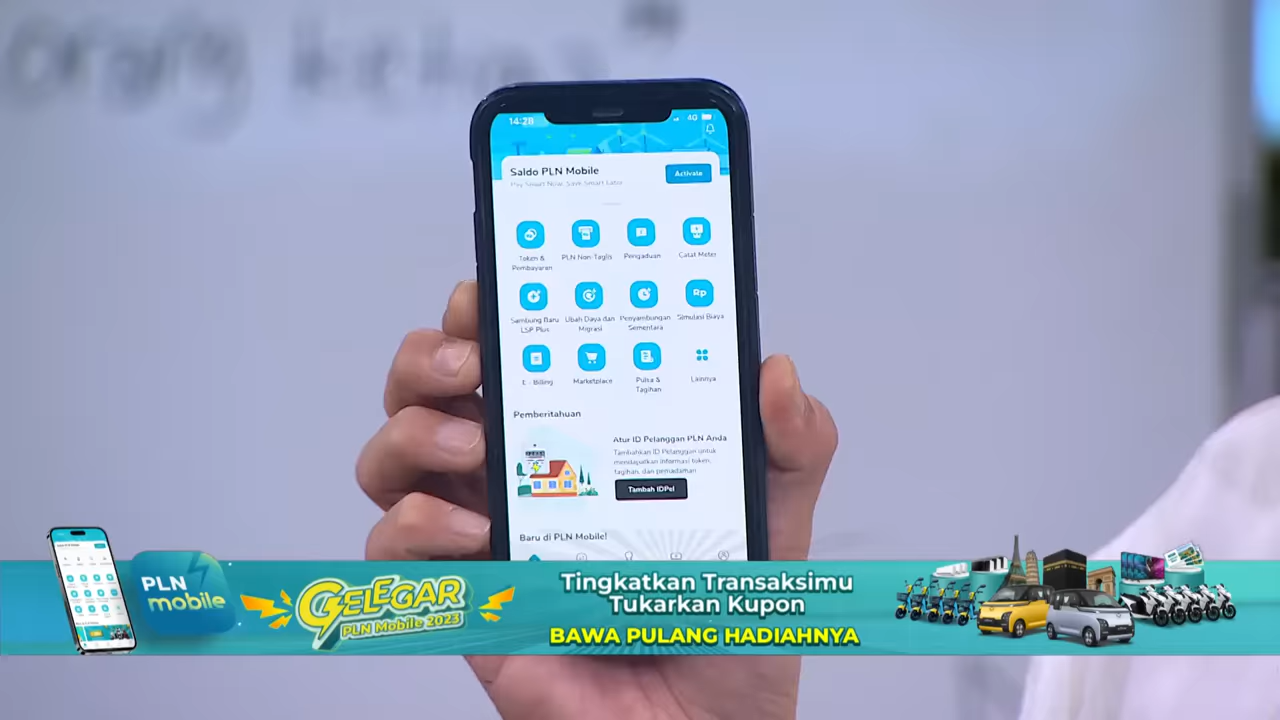 14:28
4G
Saldo PLN Mobile
Pay Smart Now, Save Smart Later
Activate
Token &
Pembayaran
PLN Non-Taglis
Pengaduan
Catat Meter
Sambung Baru
LSP Plus
Ubah Daya dan
Migrasi
Penyambungan
Sementara
Rp
Simulasi Biaya
E - Billing
Marketplace
Pulsa &
Tagihan
Lainnya
Pemberitahuan
Atur ID Pelanggan PLN Anda
Tambahkan ID Pelanggan untuk
mendapatkan informasi token,
tagihan, dan pemadaman
Tambah IDPel
Baru di PLN Mobile!
PLN
mobile
GELEGAR
PLN Mobile 2023
Tingkatkan Transaksimu
Tukarkan Kupon
BAWA PULANG HADIAHNYA